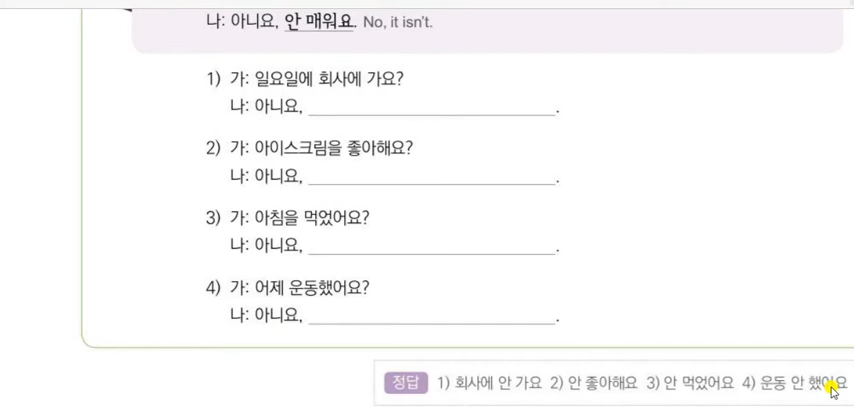 나: 아니요, 안 매워요. No, it isn't.
1) 가: 일요일에 회사에 가요?
나: 아니요, ____________________.
2) 가: 아이스크림을 좋아해요?
나: 아니요, ____________________.
3) 가: 아침을 먹었어요?
나: 아니요, ____________________.
4) 가: 어제 운동했어요?
나: 아니요, ____________________.
정답 1) 회사에 안 가요 2) 안 좋아해요 3) 안 먹었어요 4) 운동 안 했어요